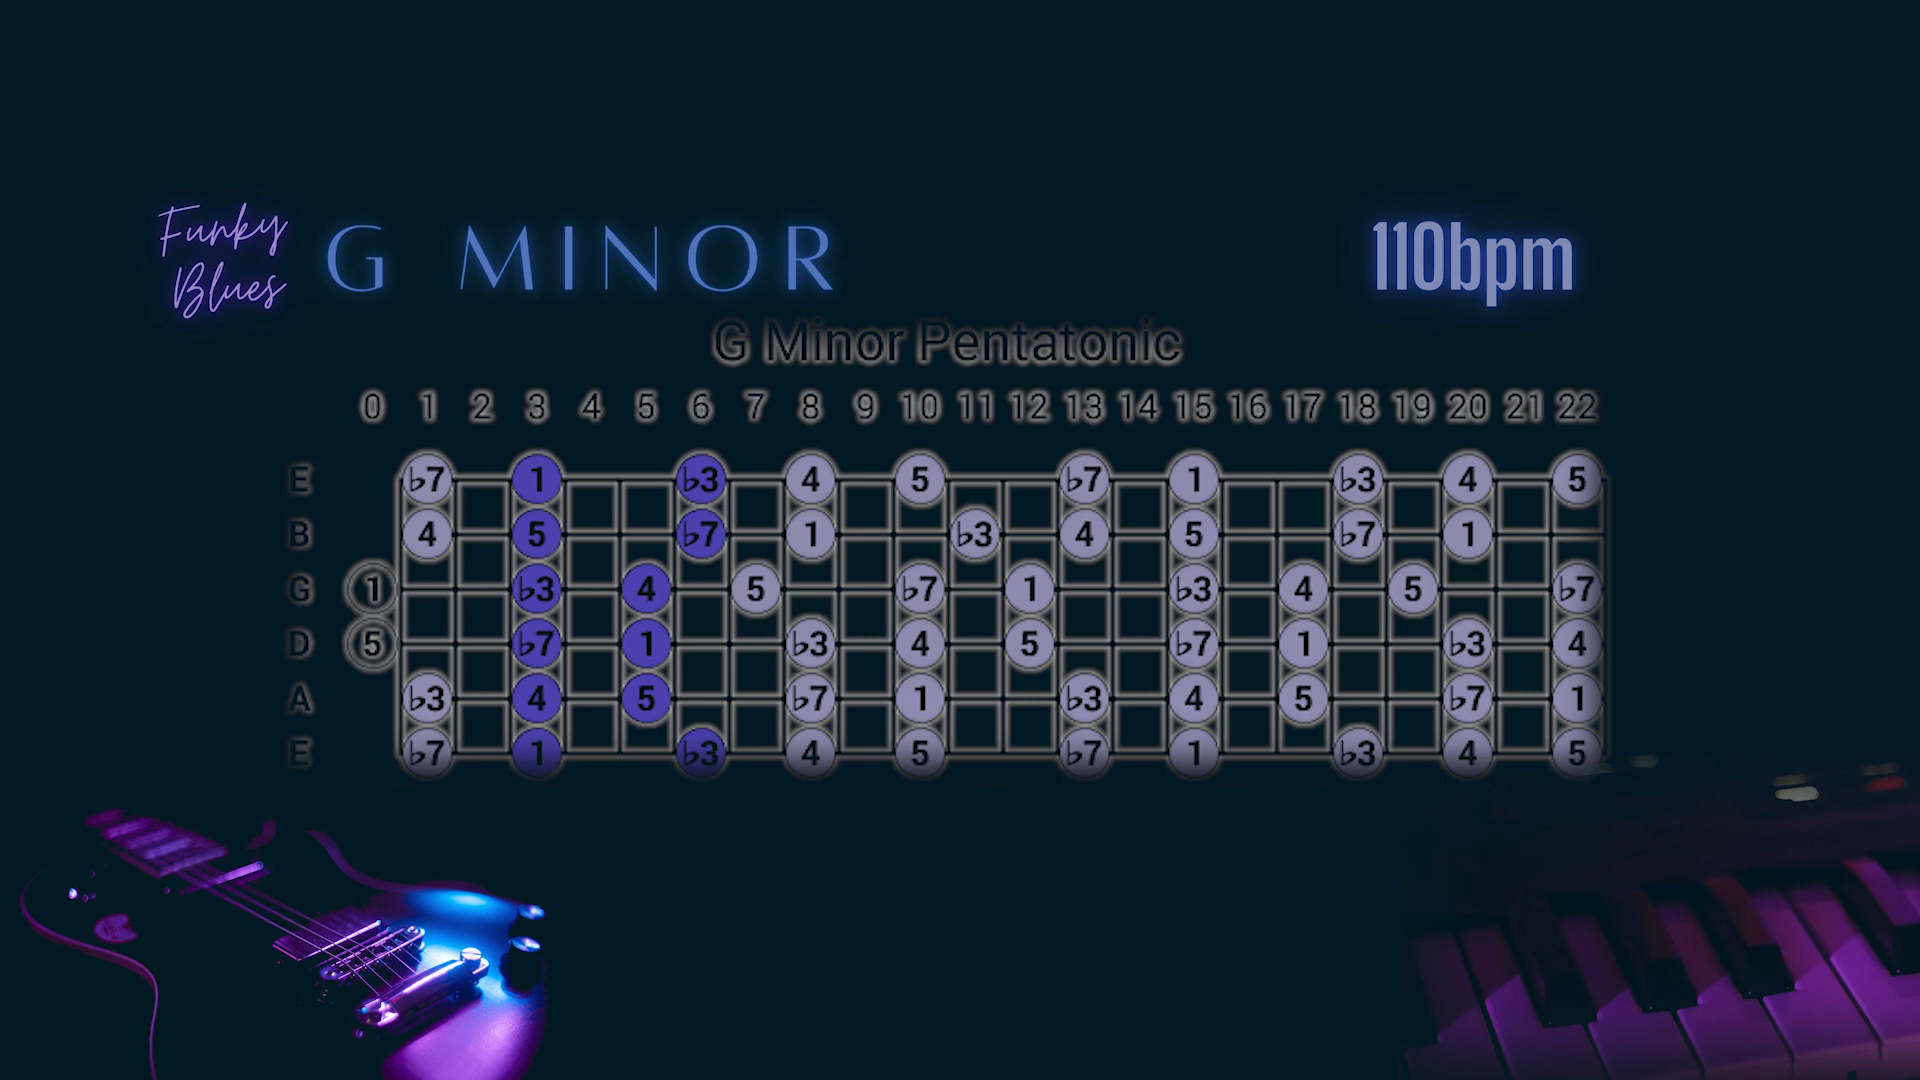 Funky
Blues
G MINOR
110bpm
G Minor Pentatonic
0 1 2 3 4 5 6 7 8 9 10 11 12 13 14 15 16 17 18 19 20 21 22
E ♭7 1 ♭3 4 5 ♭7 1 ♭3 4 5
B 4 5 ♭7 1 ♭3 4 5 ♭7 1
G 1 ♭3 4 5 ♭7 1 ♭3 4 5 ♭7
D 5 ♭7 1 ♭3 4 5 ♭7 1 ♭3 4
A ♭3 4 5 ♭7 1 ♭3 4 5 ♭7 1
E ♭7 1 ♭3 4 5 ♭7 1 ♭3 4 5